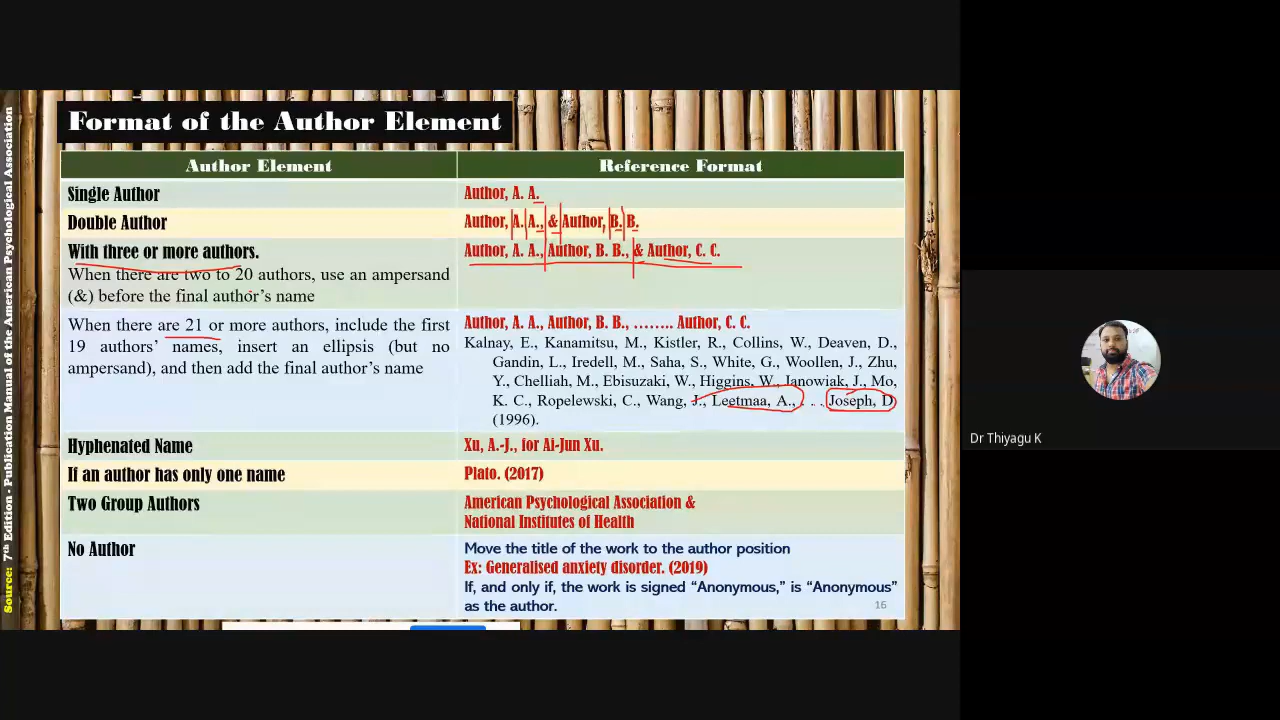 Source: 7th Edition - Publication Manual of the American Psychological Association
Format of the Author Element
Author Element
Reference Format
Single Author
Author, A. A.
Double Author
Author, A. A., & Author, B. B.
With three or more authors.
When there are two to 20 authors, use an ampersand
(&) before the final author's name
Author, A. A., Author, B. B., & Author, C. C.
When there are 21 or more authors, include the first
19 authors' names, insert an ellipsis (but no
ampersand), and then add the final author's name
Author, A. A., Author, B. B., …….. Author, C. C.
Kalnay, E., Kanamitsu, M., Kistler, R., Collins, W., Deaven, D.,
Gandin, L., Iredell, M., Saha, S., White, G., Woollen, J., Zhu,
Y., Chelliah, M., Ebisuzaki, W., Higgins, W., Janowiak, J., Mo,
K. C., Ropelewski, C., Wang, J., Leetmaa, A., . . . Joseph, D
(1996).
Hyphenated Name
Xu, A.-J., for Ai-Jun Xu.
If an author has only one name
Plato. (2017)
Two Group Authors
American Psychological Association &
National Institutes of Health
No Author
Move the title of the work to the author position
Ex: Generalised anxiety disorder. (2019)
If, and only if, the work is signed “Anonymous,” is “Anonymous”
as the author.
16
Dr Thiyagu K